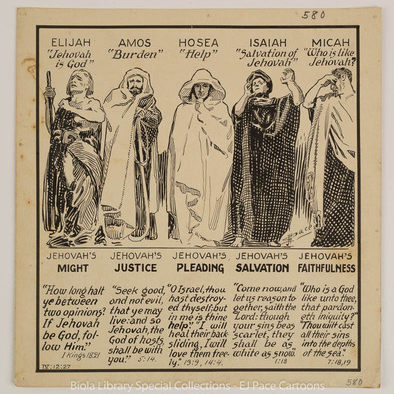 580
ELIJAH
"Jehovah
is God"
AMOS
"Burden"
HOSEA
"Help"
ISAIAH
"Salvation of
Jehovah"
MICAH
"Who is like
Jehovah?"
Pace
JEHOVAH'S
MIGHT
JEHOVAH'S
JUSTICE
JEHOVAH'S
PLEADING
JEHOVAH'S
SALVATION
JEHOVAH'S
FAITHFULNESS
"How long halt
ye between
two opinions?
If Jehovah
be God, fol-
low Him."
I Kings 18:21
"Seek good,
and not evil,
that ye may
live: and so
Jehovah, the
God of hosts,
shall be with
you." 5:14.
"O Israel, thou
hast destroy-
ed thyself; but
in me is thine
help". "I will
heal their back-
sliding, I will
love them free-
ly." 13:9, 14:4.
"Come now, and
let us reason to-
gether, saith the
Lord: though
your sins be as
scarlet, they
shall be as
white as snow.
1:18
"Who is a God
like unto thee,
that pardon-
eth iniquity?
Thou wilt cast
all their sins
into the depths
of the sea."
7:18,19
IV:12:27
Biola Library Special Collections - EJ Pace Cartoons
580